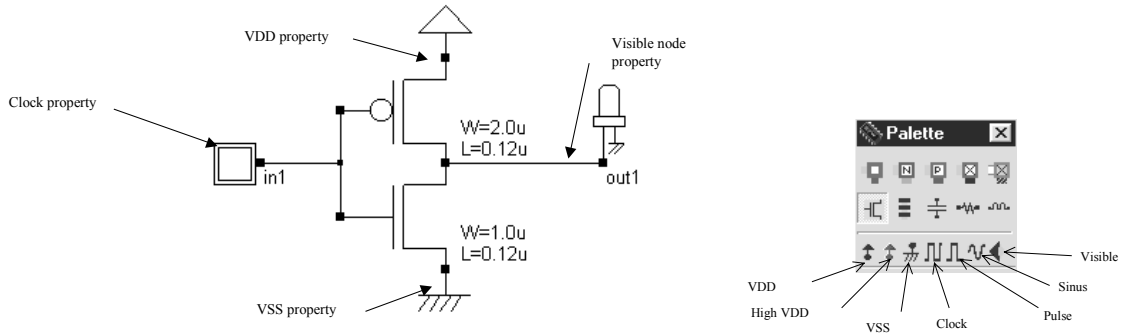 VDD property
Visible node
property
Clock property
W=2.0u
L=0.12u
in1
out1
W=1.0u
L=0.12u
VSS property
Palette
N
P
Visible
VDD
Sinus
High VDD
Pulse
VSS
Clock